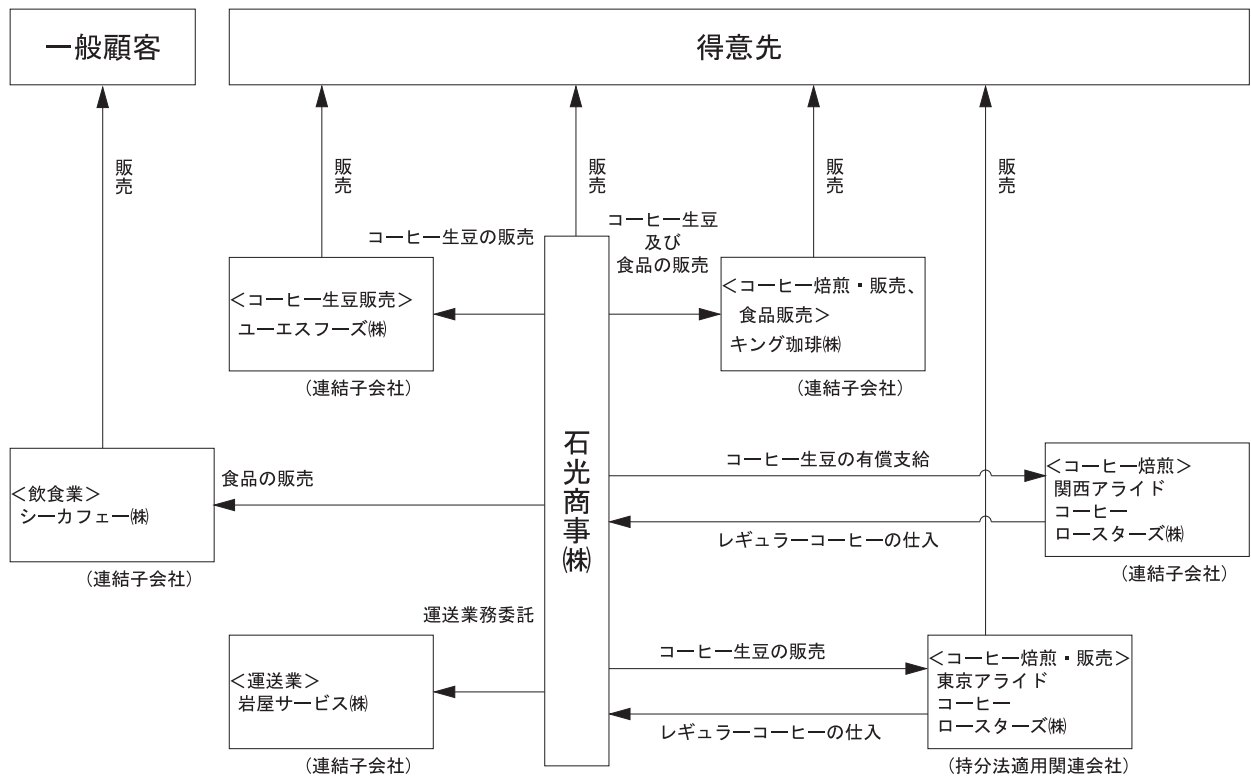 一般顧客
得意先
販売
販売
販売
販売
販売
コーヒー生豆の販売
コーヒー生豆
及び
食品の販売
＜コーヒー生豆販売＞
ユーエスフーズ㈱
（連結子会社）
＜コーヒー焙煎・販売、
食品販売＞
キング珈琲㈱
（連結子会社）
石光商事㈱
食品の販売
＜飲食業＞
シーカフェー㈱
（連結子会社）
コーヒー生豆の有償支給
レギュラーコーヒーの仕入
＜コーヒー焙煎＞
関西アライド
コーヒー
ロースターズ㈱
（連結子会社）
運送業務委託
＜運送業＞
岩屋サービス㈱
（連結子会社）
コーヒー生豆の販売
レギュラーコーヒーの仕入
＜コーヒー焙煎・販売＞
東京アライド
コーヒー
ロースターズ㈱
（持分法適用関連会社）